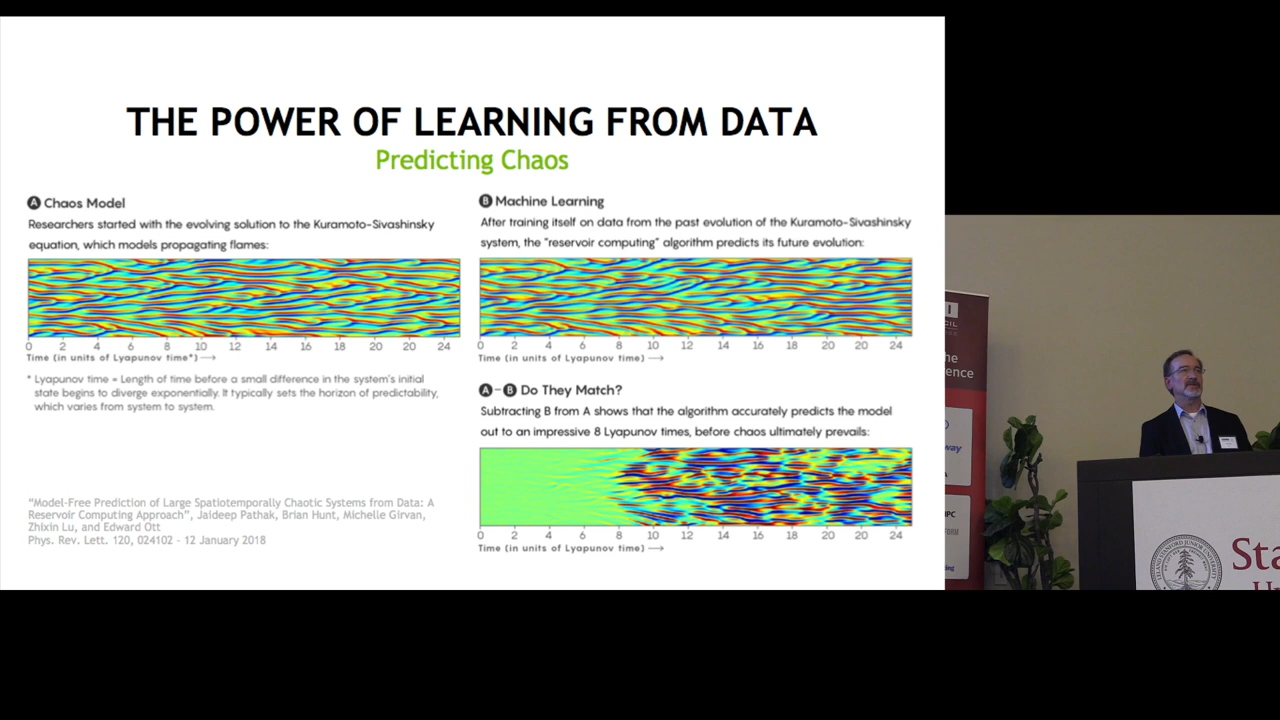 THE POWER OF LEARNING FROM DATA
Predicting Chaos
A Chaos Model
Researchers started with the evolving solution to the Kuramoto-Sivashinsky
equation, which models propagating flames:
0 2 4 6 8 10 12 14 16 18 20 22 24
Time (in units of Lyapunov time*)
* Lyapunov time = Length of time before a small difference in the system's initial
state begins to diverge exponentially. It typically sets the horizon of predictability,
which varies from system to system.
"Model-Free Prediction of Large Spatiotemporally Chaotic Systems from Data: A
Reservoir Computing Approach", Jaideep Pathak, Brian Hunt, Michelle Girvan,
Zhixin Lu, and Edward Ott
Phys. Rev. Lett. 120, 024102 – 12 January 2018
B Machine Learning
After training itself on data from the past evolution of the Kuramoto-Sivashinsky
system, the "reservoir computing" algorithm predicts its future evolution:
0 2 4 6 8 10 12 14 16 18 20 22 24
Time (in units of Lyapunov time)
A – B Do They Match?
Subtracting B from A shows that the algorithm accurately predicts the model
out to an impressive 8 Lyapunov times, before chaos ultimately prevails:
0 2 4 6 8 10 12 14 16 18 20 22 24
Time (in units of Lyapunov time)
Sta